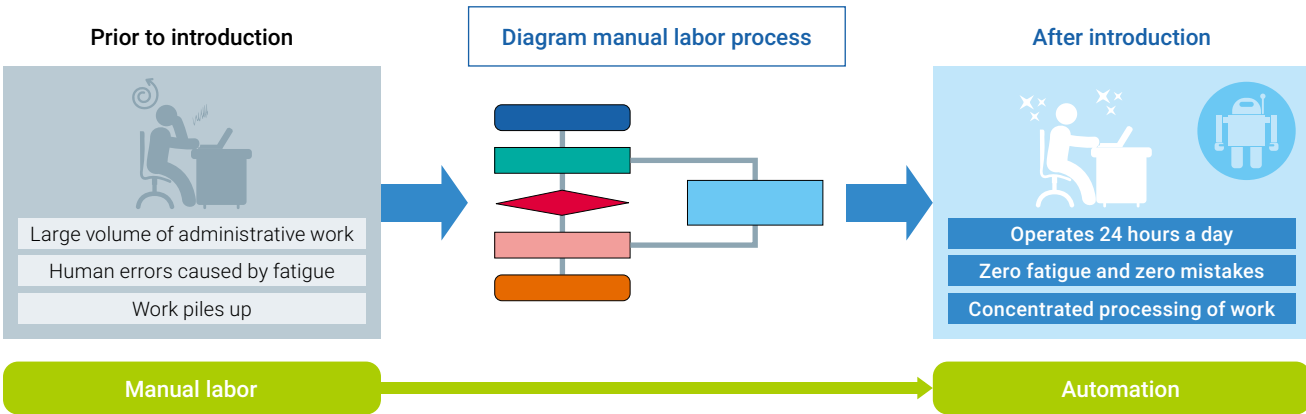 Prior to introduction
Diagram manual labor process
After introduction
Large volume of administrative work
Human errors caused by fatigue
Work piles up
Operates 24 hours a day
Zero fatigue and zero mistakes
Concentrated processing of work
Manual labor
Automation